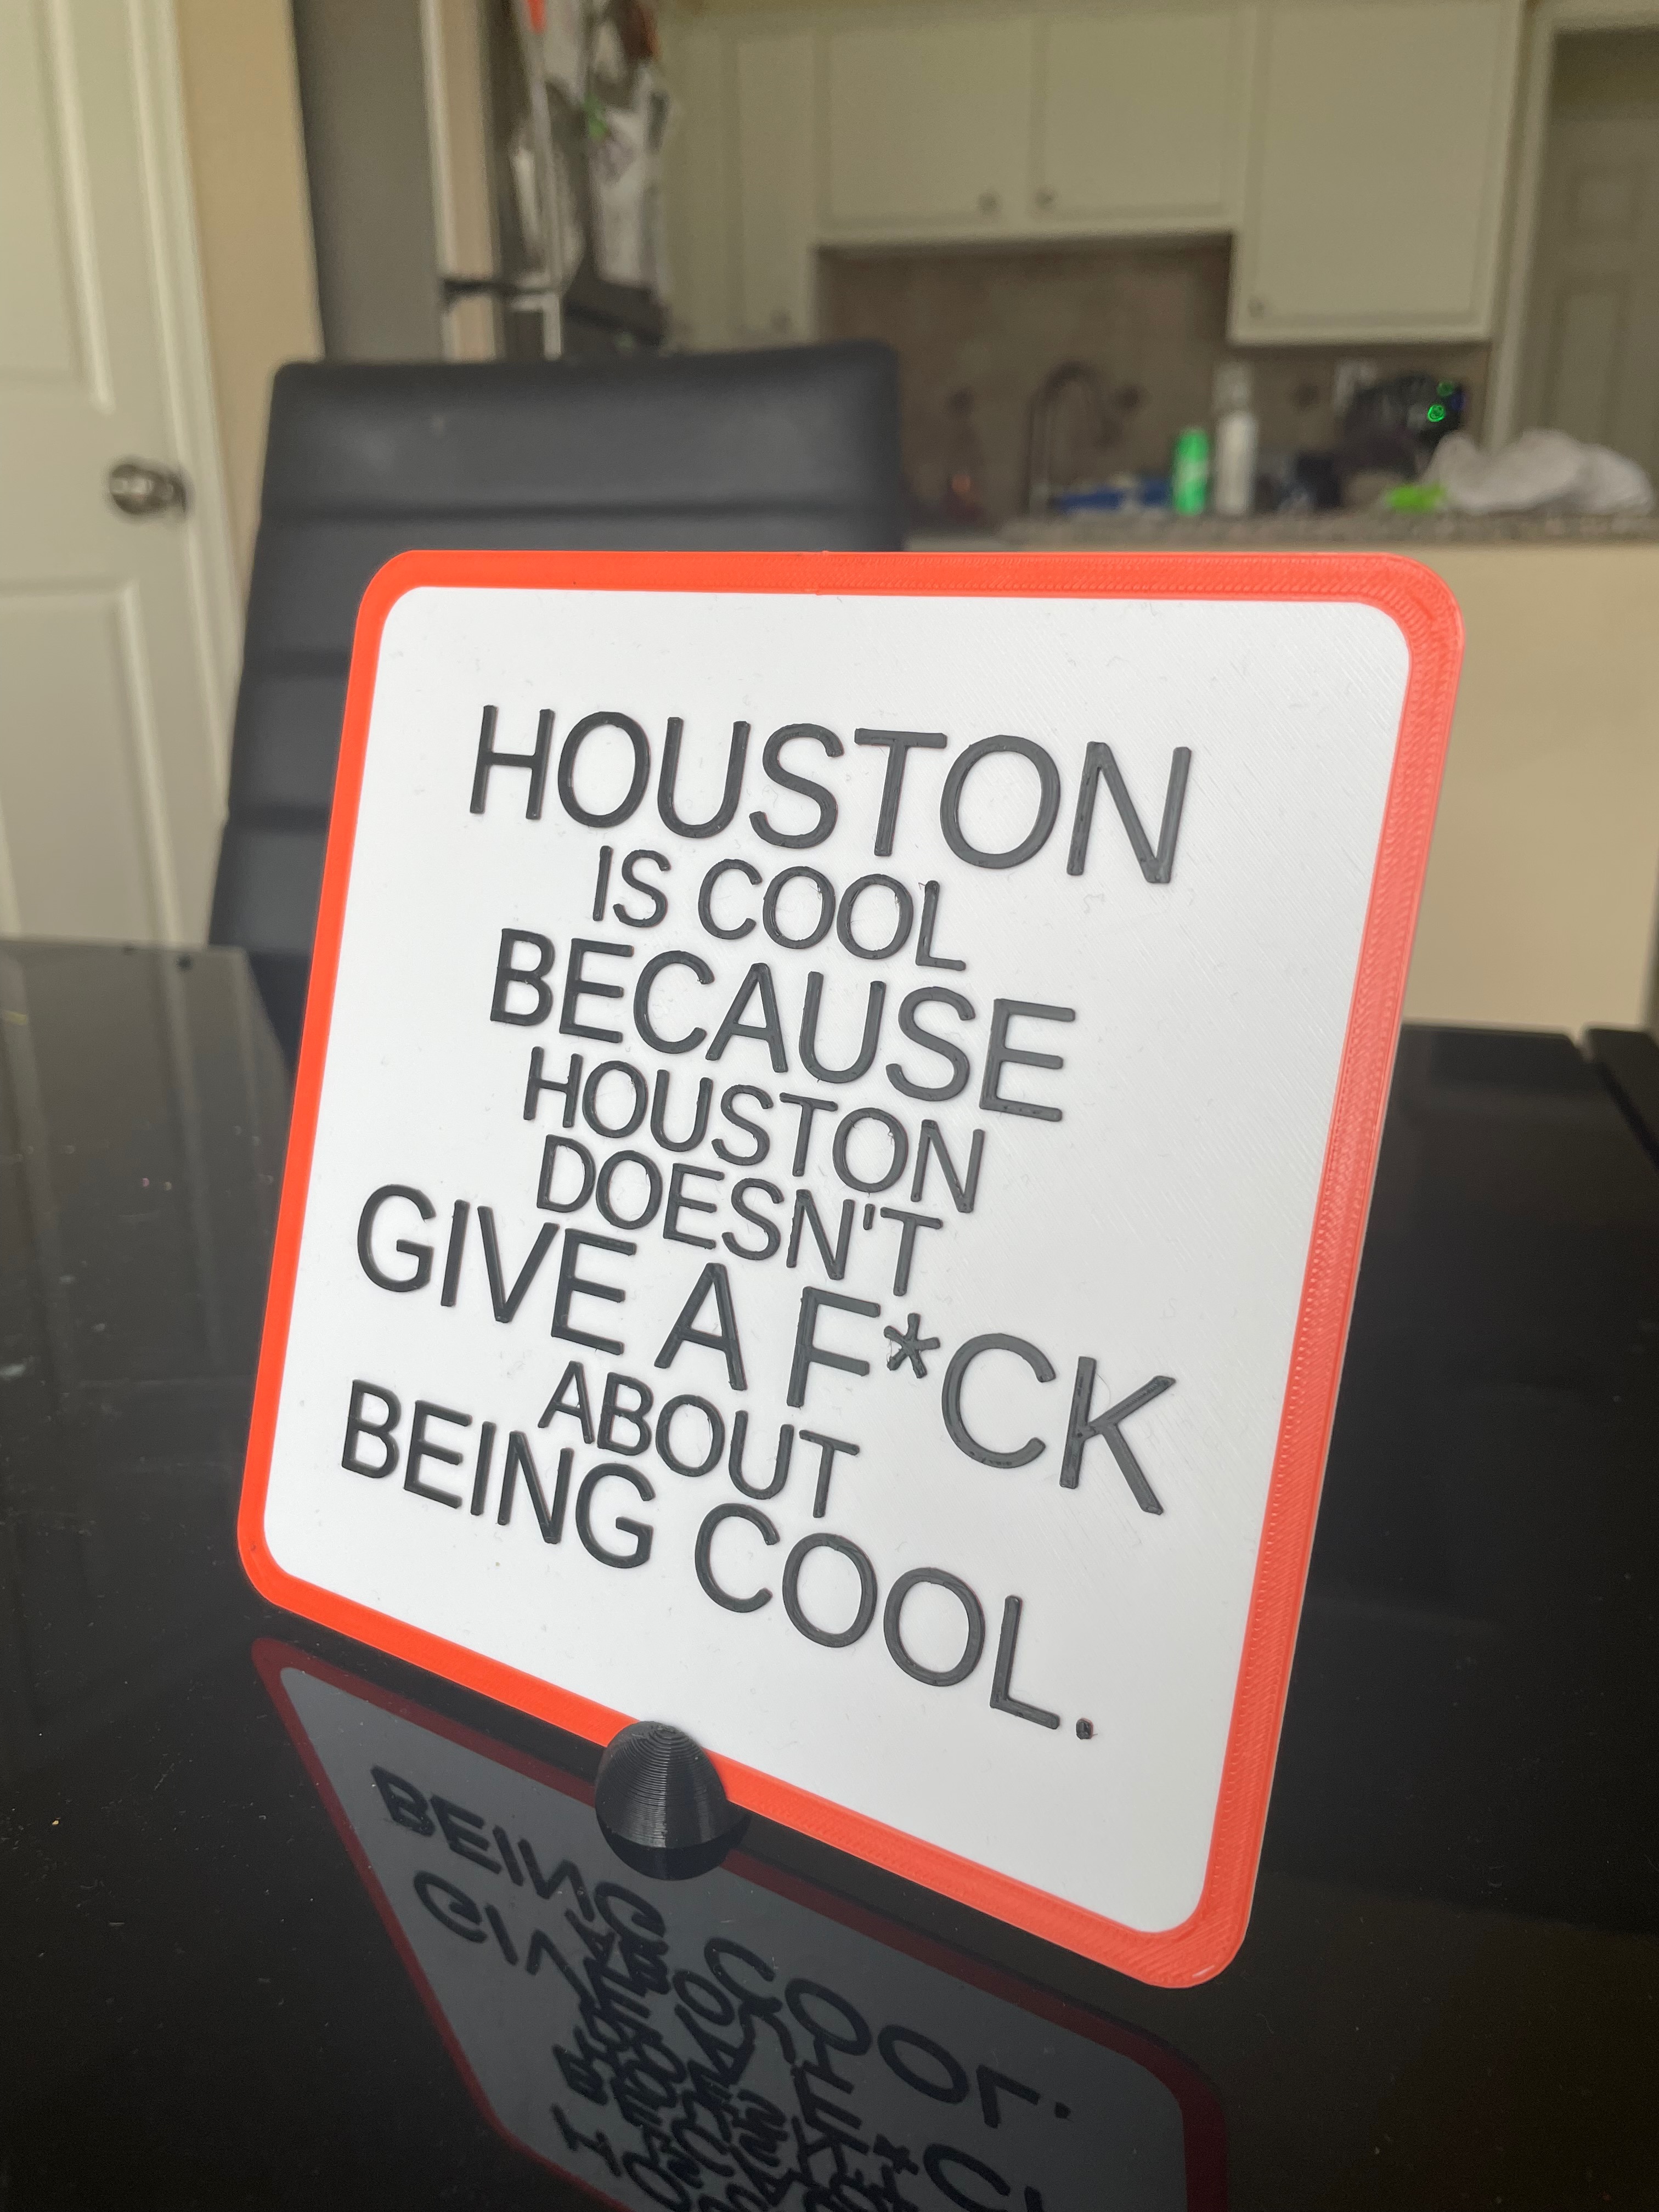 HOUSTON
IS COOL
BECAUSE
HOUSTON
DOESN'T
GIVE A F*CK
ABOUT
BEING COOL.